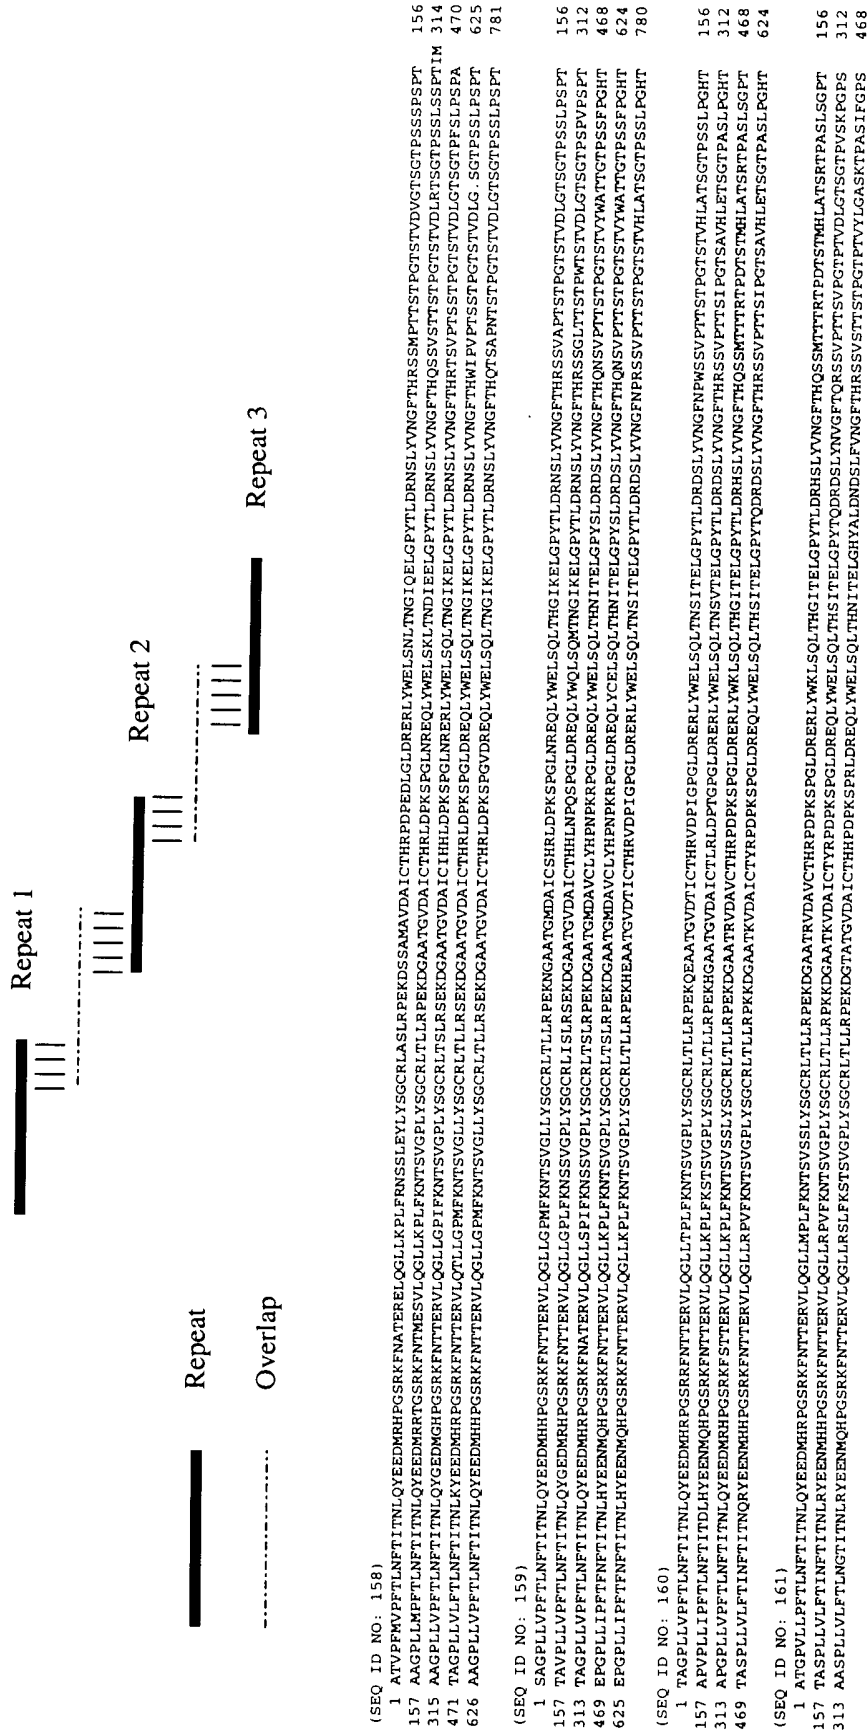 Repeat 1
Repeat 2
Repeat 3
Repeat
Overlap
(SEQ ID NO: 158)
1 ATVPFMVPFTLNFTITNLQYEEDMRHPGSRKFNATERELQGLLKPLFRNSSLEYLYSGCRLASLRPEKDSSAMAVDAICTHRPDPEDLGLDRERLYWELSNLTNGIQELGPYTLDRNSLYVNGFTHRSSMPTTSTPGTSTVDVGTSGTPSSSPSPT 156
157 AAGPLLMPFTLNFTITNLQYEEDMRRTGSRKFNTMESVLQGLLKPLFKNTSVGPLYSGCRLTLLRPEKDGAATGVDAICTHRLDPKSPGLNREQLYWELSKLTNDIEELGPYTLDRNSLYVNGFTHQSSVSTTSTPGTSTVDLRTSGTPSSLSSPTIM 314
315 AAGPLLVPFTLNFTITNLQYGEDMGHPGSRKFNTTERVLQGLLGPIFKNTSVGPLYSGCRLTSLRSEKDGAATGVDAICIHHLDPKSPGLNRERLYWELSQLTNGIKELGPYTLDRNSLYVNGFTHRTSVPTSSTPGTSTVDLGTSGTPFSLPSPA 470
471 TAGPLLVLFTLNFTITNLKYEEDMHRPGSRKFNTTERVLQTLLGPMFKNTSVGLLYSGCRLTLLRSEKDGAATGVDAICTHRLDPKSPGLDREQLYWELSQLTNGIKELGPYTLDRNSLYVNGFTHWIPVPTSSTPGTSTVDLG.SGTPSSLPSPT 625
626 AAGPLLVPFTLNFTITNLQYEEDMHHPGSRKFNTTERVLQGLLGPMFKNTSVGLLYSGCRLTLLRSEKDGAATGVDAICTHRLDPKSPGVDREQLYWELSQLTNGIKELGPYTLDRNSLYVNGFTHQTSAPNTSTPGTSTVDLGTSGTPSSLPSPT 781
(SEQ ID NO: 159)
1 SAGPLLVPFTLNFTITNLQYEEDMHHPGSRKFNTTERVLQGLLGPMFKNTSVGLLYSGCRLTLLRPEKNGAATGMDAICSHRLDPKSPGLNREQLYWELSQLTHGIKELGPYTLDRNSLYVNGFTHRSSVAPTSTPGTSTVDLGTSGTPSSLPSPT 156
157 TAVPLLVPFTLNFTITNLQYGEDMRHPGSRKFNTTERVLQGLLGPLFKNSSVGPLYSGCRLISLRSEKDGAATGVDAICTHHLNPQSPGLDREQLYWQLSQMTNGIKELGPYTLDRNSLYVNGFTHRSSGLTTSTPWTSTVDLGTSGTPSPVPSPT 312
313 TAGPLLVPFTLNFTITNLQYEEDMHRPGSRKFNATERVLQGLLSPIFKNSSVGPLYSGCRLTSLRPEKDGAATGMDAVCLYHPNPKRPGLDREQLYWELSQLTHNITELGPYSLDRDSLYVNGFTHQNSVPTTSTPGTSTVYWATTGTPSSFPGHT 468
469 EPGPLLIPFTFNFTITNLHYEENMQHPGSRKFNTTERVLQGLLKPLFKNTSVGPLYSGCRLTSLRPEKDGAATGMDAVCLYHPNPKRPGLDREQLYCELSQLTHNITELGPYSLDRDSLYVNGFTHQNSVPTTSTPGTSTVYWATTGTPSSFPGHT 624
625 EPGPLLIPFTFNFTITNLHYEENMQHPGSRKFNTTERVLQGLLKPLFKNTSVGPLYSGCRLTLLRPEKHEAATGVDTICTHRVDPIGPGLDRERLYWELSQLTNSITELGPYTLDRDSLYVNGFNPRSSVPTTSTPGTSTVHLATSGTPSSLPGHT 780
(SEQ ID NO: 160)
1 TAGPLLVPFTLNFTITNLQYEEDMHRPGSRRFNTTERVLQGLLTPLFKNTSVGPLYSGCRLTLLRPEKQEAATGVDTICTHRVDPIGPGLDRERLYWELSQLTNSITELGPYTLDRDSLYVNGFNPWSSVPTTSTPGTSTVHLATSGTPSSLPGHT 156
157 APVPLLIPFTLNFTITDLHYEENMQHPGSRKFNTTERVLQGLLKPLFKSTSVGPLYSGCRLTLLRPEKHGAATGVDAICTLRLDPTGPGLDRERLYWELSQLTNSVTELGPYTLDRDSLYVNGFTHRSSVPTTSIPGTSAVHLETSGTPASLPGHT 312
313 APGPLLVPFTLNFTITNLQYEEDMRHPGSRKFSTTERVLQGLLKPLFKNTSVSSLYSGCRLTLLRPEKDGAATRVDAVCTHRPDPKSPGLDRERLYWKLSQLTHGITELGPYTLDRHSLYVNGFTHQSSMTTTRTPDTSTMHLATSRTPASLSGPT 468
469 TASPLLVLFTINFTITNQRYEENMHHPGSRKFNTTERVLQGLLRPVFKNTSVGPLYSGCRLTLLRPKKDGAATKVDAICTYRPDPKSPGLDREQLYWELSQLTHSITELGPYTQDRDSLYVNGFTHRSSVPTTSIPGTSAVHLETSGTPASLPGHT 624
(SEQ ID NO: 161)
1 ATGPVLLPFTLNFTITNLQYEEDMHRPGSRKFNTTERVLQGLLMPLFKNTSVSSLYSGCRLTLLRPEKDGAATRVDAVCTHRPDPKSPGLDRERLYWKLSQLTHGITELGPYTLDRHSLYVNGFTHQSSMTTTRTPDTSTMHLATSRTPASLSGPT 156
157 TASPLLVLFTINFTITNLRYEENMHHPGSRKFNTTERVLQGLLRPVFKNTSVGPLYSGCRLTLLRPKKDGAATKVDAICTYRPDPKSPGLDREQLYWELSQLTHSITELGPYTQDRDSLYNVGFTQRSSVPTTSVPGTPTVDLGTSGTPVSKPGPS 312
313 AASPLLVLFTLNGTITNLRYEENMQHPGSRKFNTTERVLQGLLRSLFKSTSVGPLYSGCRLTLLRPEKDGTATGVDAICTHHPDPKSPRLDREQLYWELSQLTHNITELGHYALDNDSLFVNGFTHRSSVSTTSTPGTPTVYLGASKTPASIFGPS 468